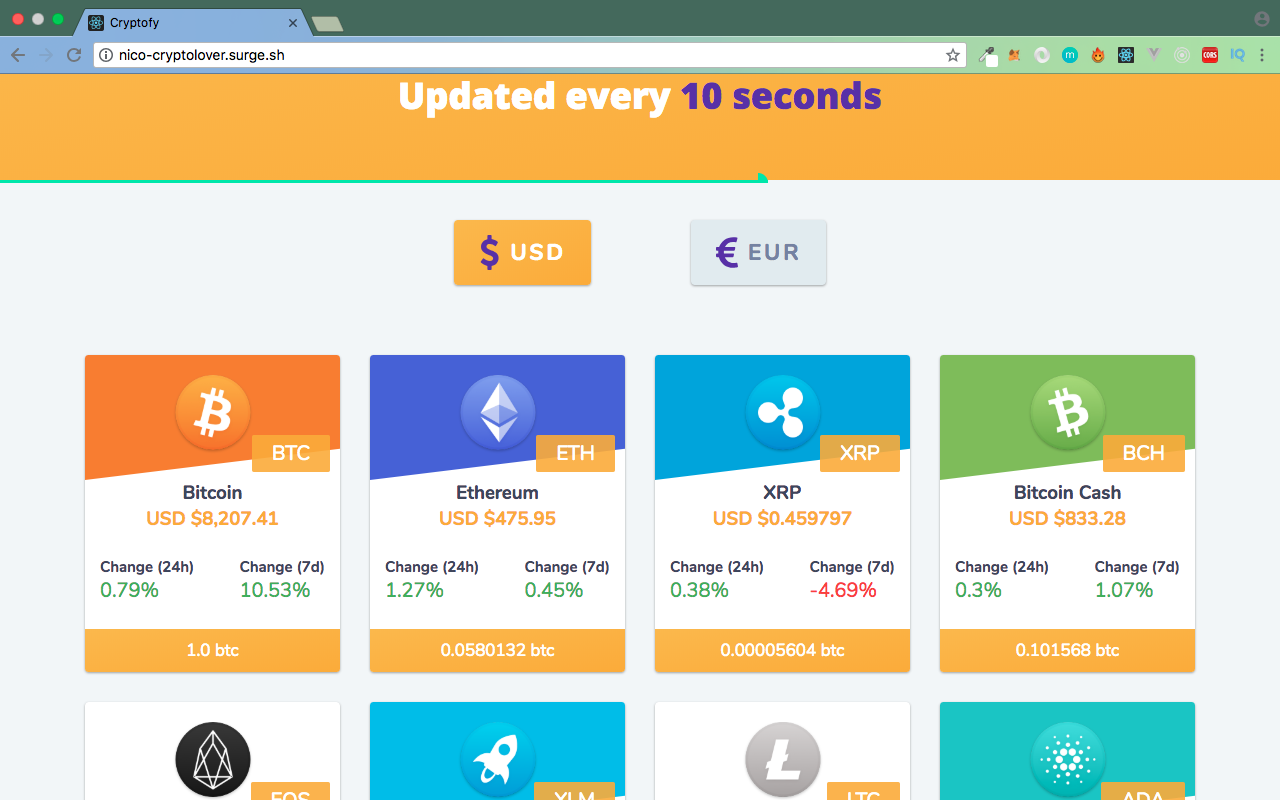 Cryptofy
nico-cryptolover.surge.sh
m
CORS
IQ
Updated every 10 seconds
$ USD
€ EUR
BTC
Bitcoin
USD $8,207.41
Change (24h) Change (7d)
0.79% 10.53%
1.0 btc
ETH
Ethereum
USD $475.95
Change (24h) Change (7d)
1.27% 0.45%
0.0580132 btc
XRP
XRP
USD $0.459797
Change (24h) Change (7d)
0.38% -4.69%
0.00005604 btc
BCH
Bitcoin Cash
USD $833.28
Change (24h) Change (7d)
0.3% 1.07%
0.101568 btc
EOS
XLM
LTC
ADA